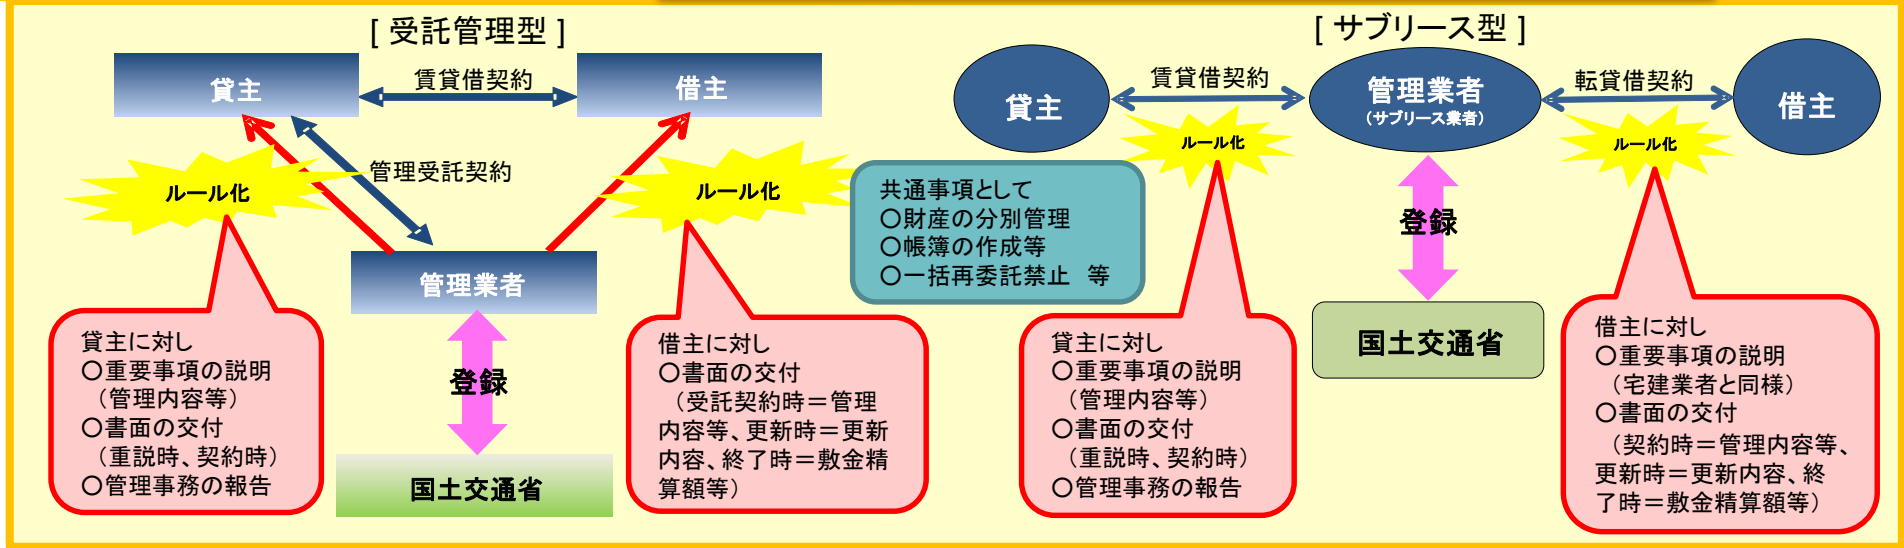 [ 受託管理型 ]
貸主
賃貸借契約
借主
管理受託契約
ルール化
ルール化
管理業者
登録
国土交通省
貸主に対し
〇重要事項の説明
（管理内容等）
〇書面の交付
（重説時、契約時）
〇管理事務の報告
借主に対し
〇書面の交付
（受託契約時＝管理
内容等、更新時＝更新
内容、終了時＝敷金精
算額等）
共通事項として
〇財産の分別管理
〇帳簿の作成等
〇一括再委託禁止　等
[ サブリース型 ]
貸主
賃貸借契約
管理業者
（サブリース業者）
転貸借契約
借主
ルール化
ルール化
登録
国土交通省
貸主に対し
〇重要事項の説明
（管理内容等）
〇書面の交付
（重説時、契約時）
〇管理事務の報告
借主に対し
〇重要事項の説明
（宅建業者と同様）
〇書面の交付
（契約時＝管理内容等、
更新時＝更新内容、終
了時＝敷金精算額等）